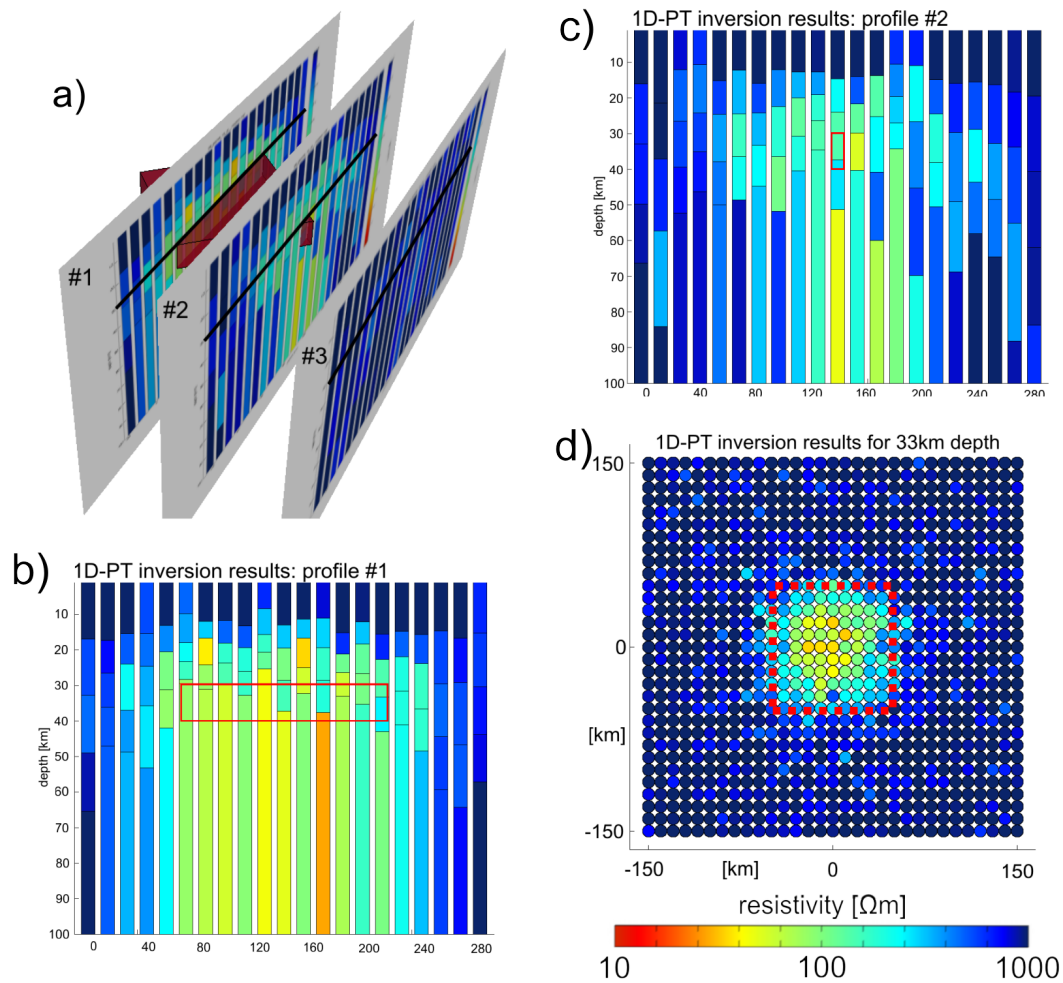 a)
#1
#2
#3
b)
1D-PT inversion results: profile #1
depth [km]
10
20
30
40
50
60
70
80
90
100
0 40 80 120 160 200 240 280
c)
1D-PT inversion results: profile #2
depth [km]
10
20
30
40
50
60
70
80
90
100
0 40 80 120 160 200 240 280
d)
1D-PT inversion results for 33km depth
150
0
[km]
-150
-150 [km] 0 150
resistivity [Ωm]
10 100 1000